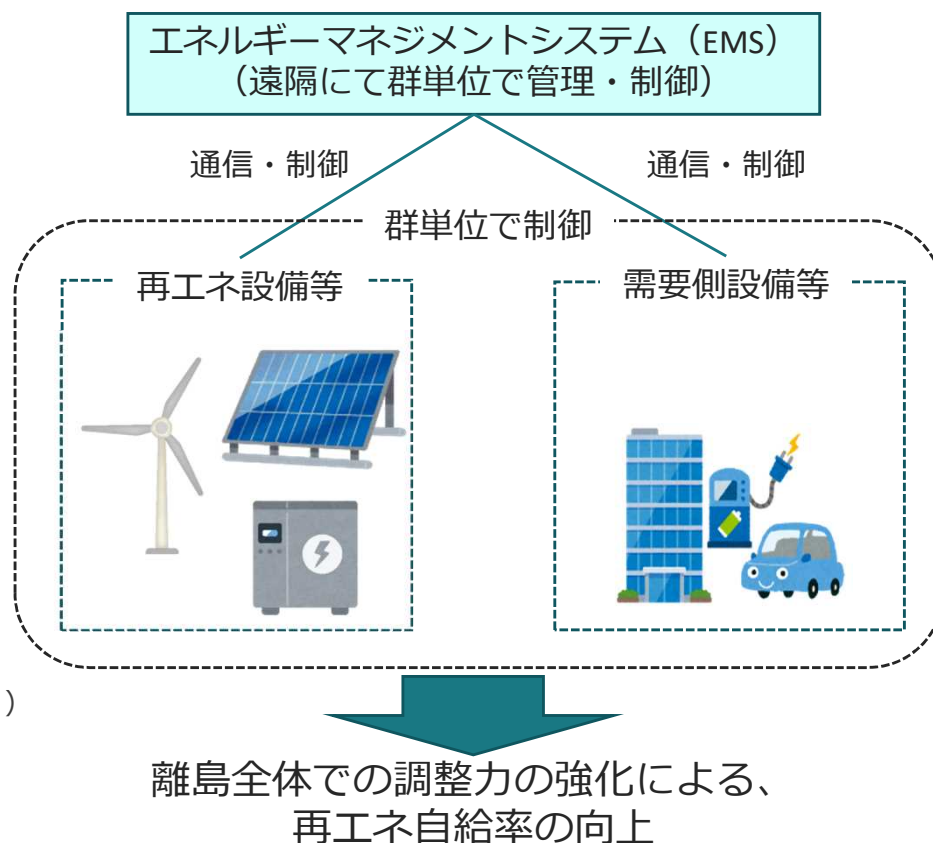 エネルギーマネジメントシステム（EMS）
（遠隔にて群単位で管理・制御）
通信・制御
通信・制御
群単位で制御
再エネ設備等
需要側設備等
）
離島全体での調整力の強化による、
再エネ自給率の向上